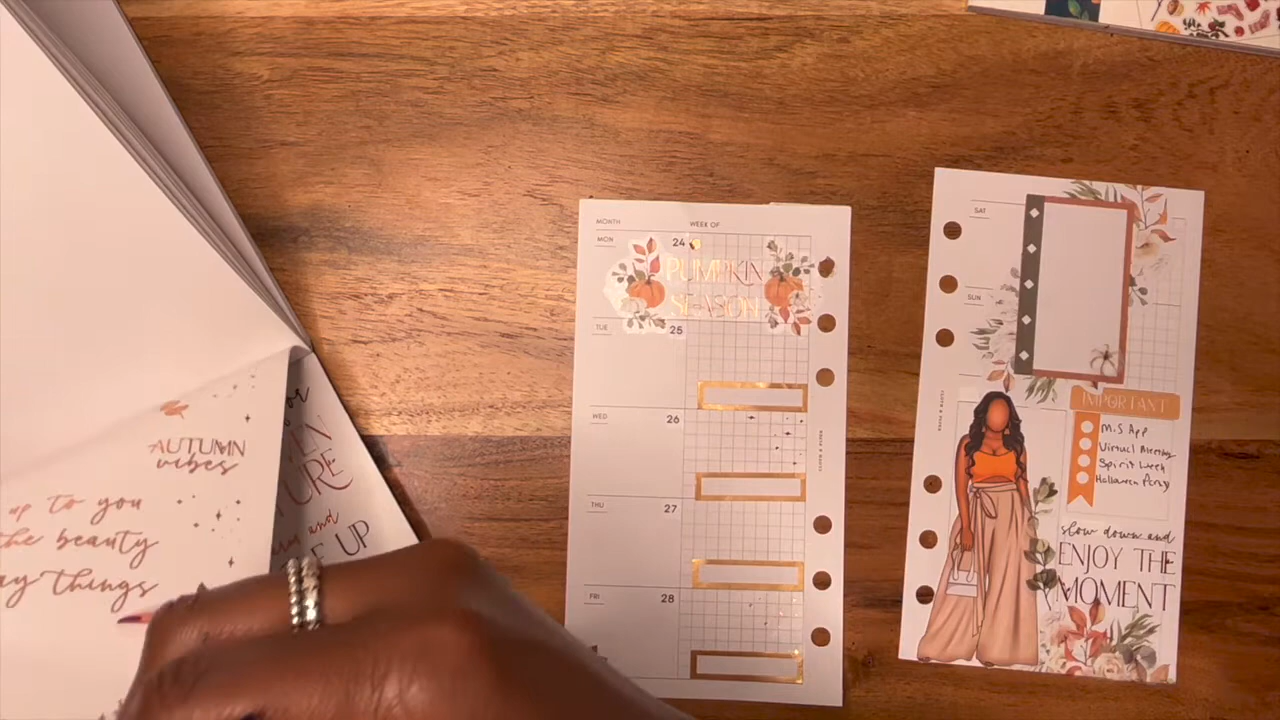 AUTUMN
vibes
up to you
the beauty
things
UP
MONTH WEEK OF
MON 24
PUMPKIN
SEASON
TUE 25
WED 26
THU 27
FRI 28
SAT
SUN
IMPORTANT
M.S App
Virtual Meeting
Spirit Week
Halloween Party
slow down and
ENJOY THE
MOMENT